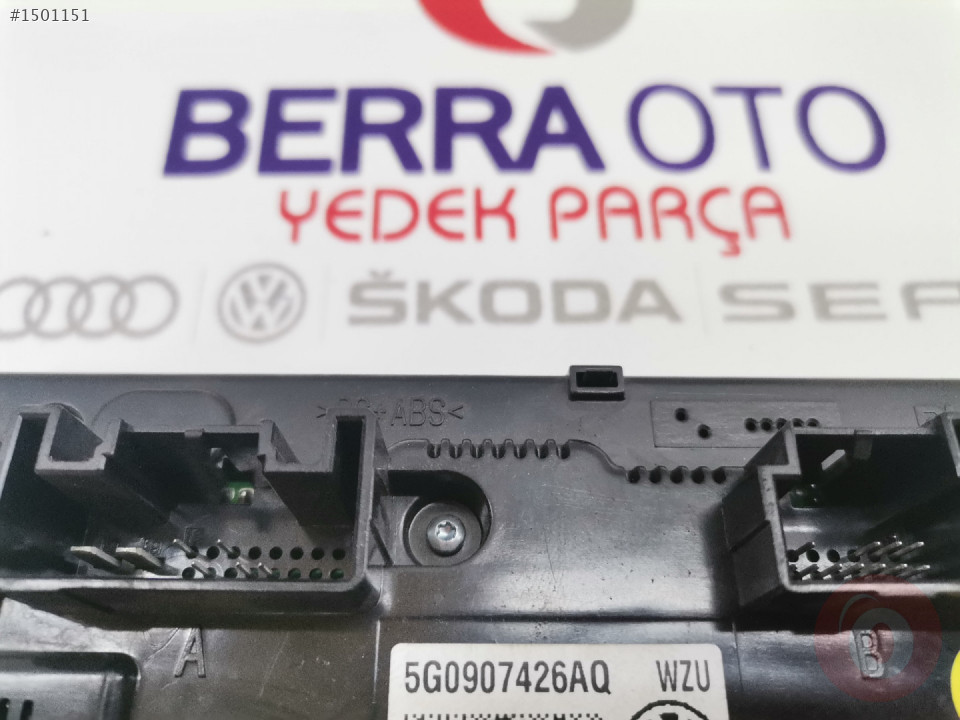 #1501151
BERRA OTO
YEDEK PARÇA
ŠKODA
>PC+ABS<
A
B
5G0907426AQ WZU